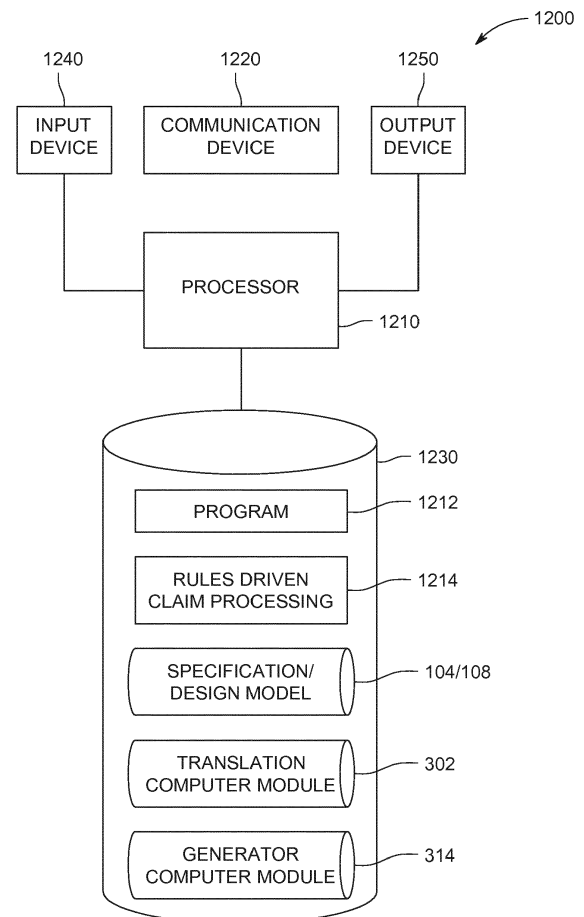 1200
1240
1220
1250
INPUT
DEVICE
COMMUNICATION
DEVICE
OUTPUT
DEVICE
PROCESSOR
1210
1230
PROGRAM
1212
RULES DRIVEN
CLAIM PROCESSING
1214
SPECIFICATION/
DESIGN MODEL
104/108
TRANSLATION
COMPUTER MODULE
302
GENERATOR
COMPUTER MODULE
314